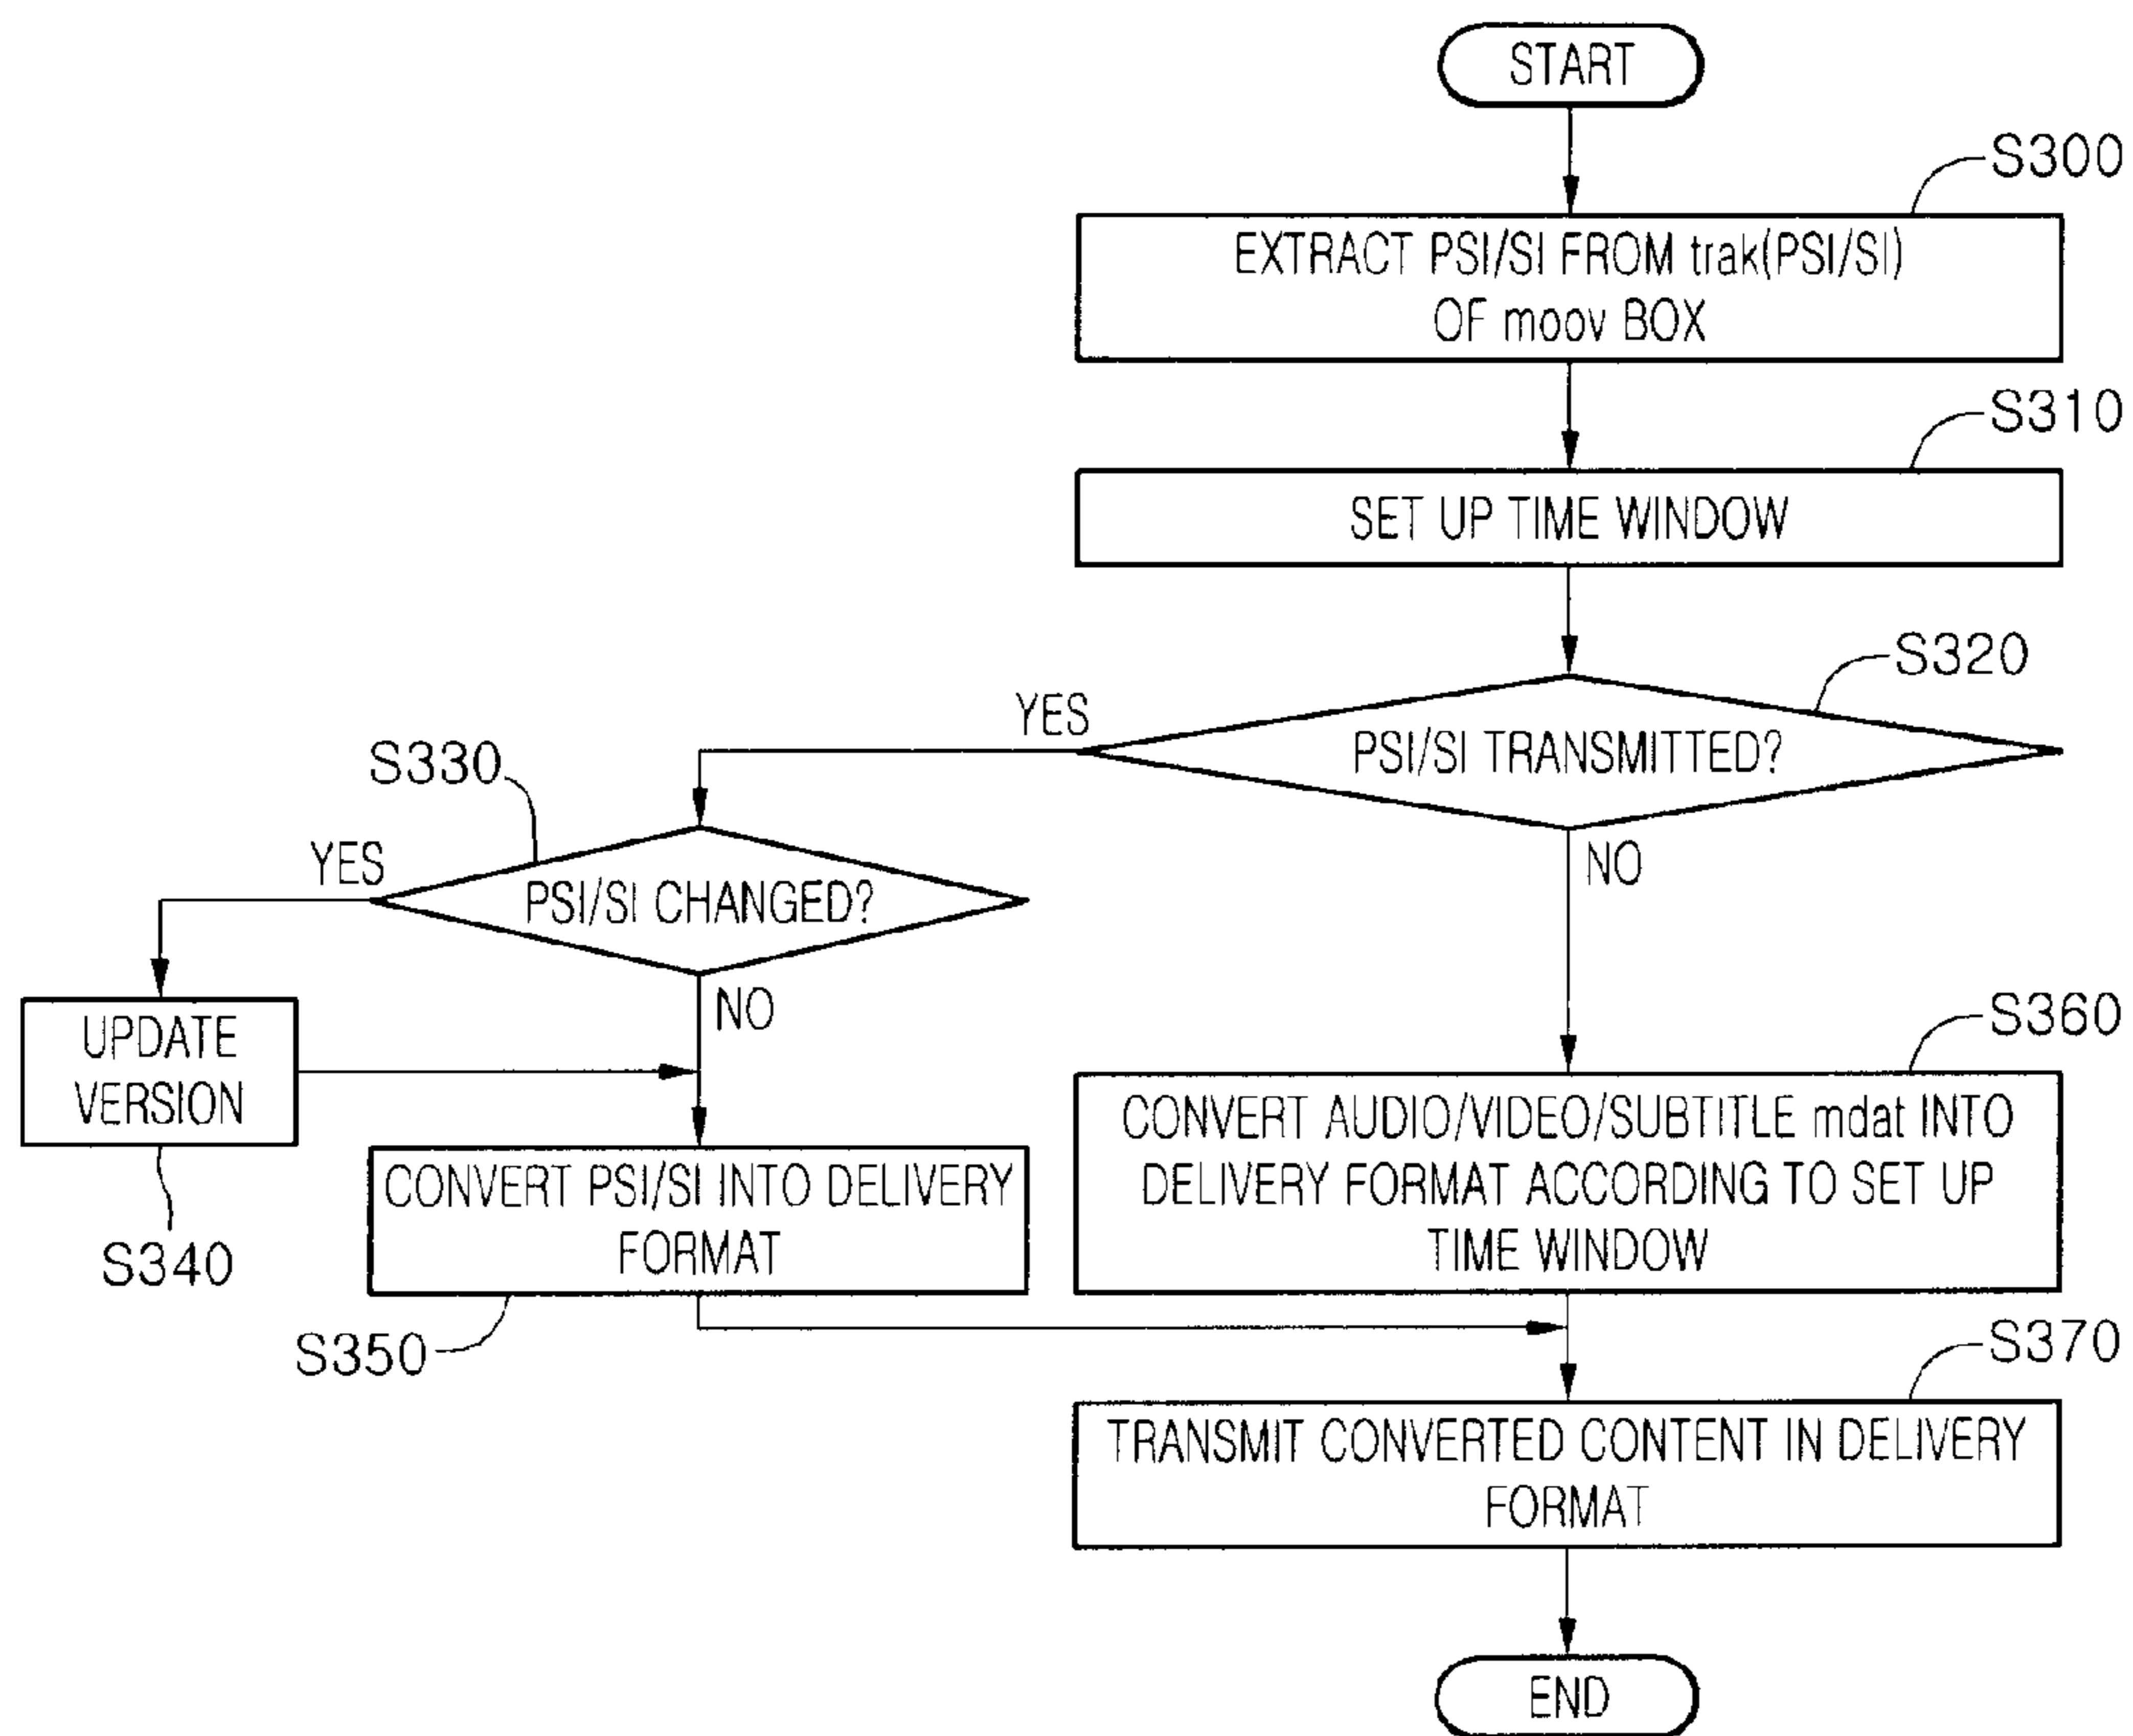 START
S300
EXTRACT PSI/SI FROM trak(PSI/SI)
OF moov BOX
S310
SET UP TIME WINDOW
S320
YES
PSI/SI TRANSMITTED?
S330
NO
YES
PSI/SI CHANGED?
NO
S360
UPDATE
VERSION
S340
CONVERT PSI/SI INTO DELIVERY
FORMAT
S350
CONVERT AUDIO/VIDEO/SUBTITLE mdat INTO
DELIVERY FORMAT ACCORDING TO SET UP
TIME WINDOW
S370
TRANSMIT CONVERTED CONTENT IN DELIVERY
FORMAT
END